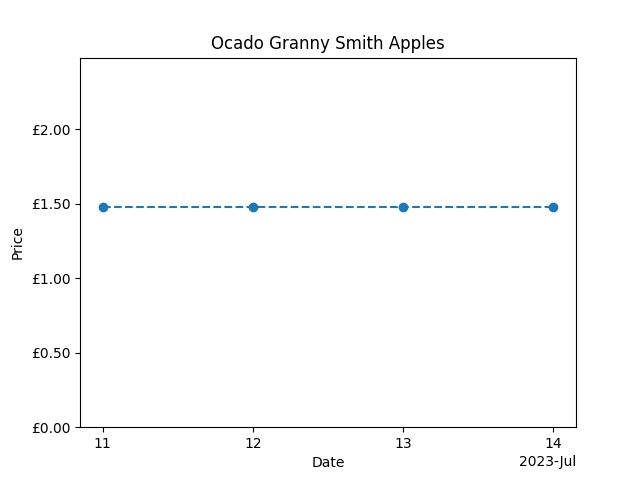 Ocado Granny Smith Apples
Price
£2.00
£1.50
£1.00
£0.50
£0.00
11 12 13 14
Date
2023-Jul